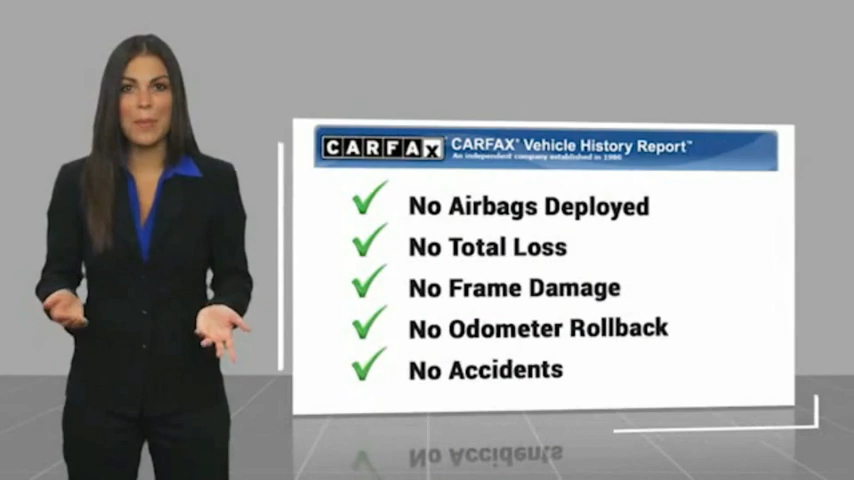 CARFAX CARFAX® Vehicle History Report™
An independent company established in 1986
No Airbags Deployed
No Total Loss
No Frame Damage
No Odometer Rollback
No Accidents
No Accidents